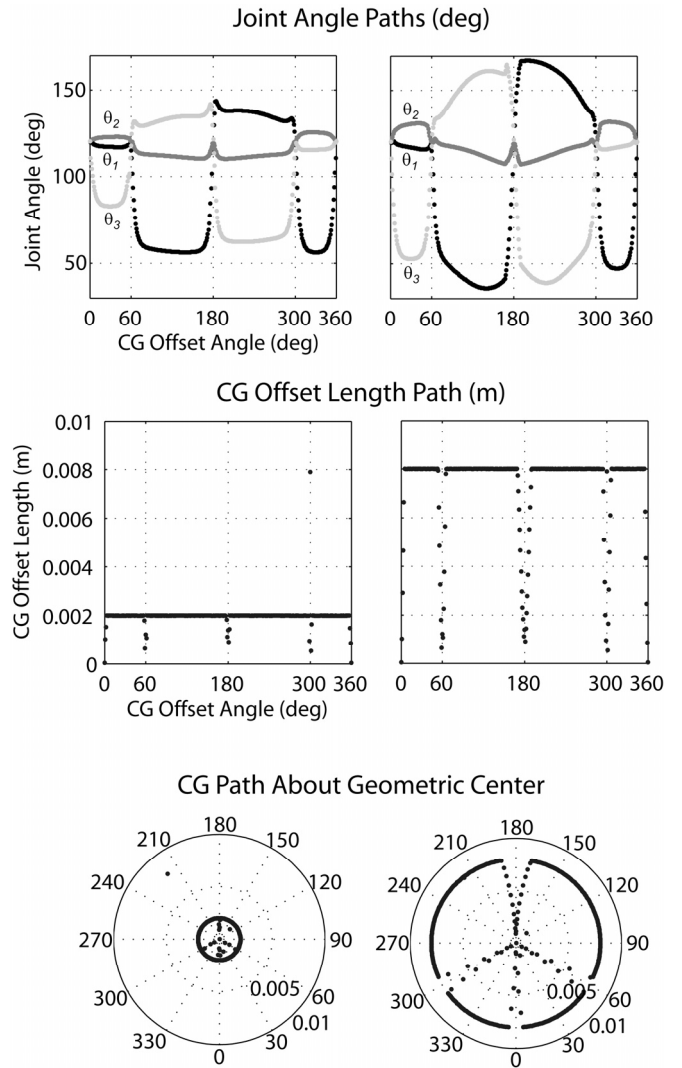 Joint Angle Paths (deg)
Joint Angle (deg)
150
100
50
θ2
θ1
θ3
θ2
θ1
θ3
0 60 180 300 360
0 60 180 300 360
CG Offset Angle (deg)
CG Offset Length Path (m)
CG Offset Length (m)
0.01
0.008
0.006
0.004
0.002
0
0 60 180 300 360
0 60 180 300 360
CG Offset Angle (deg)
CG Path About Geometric Center
180
210 150
240 120
270 90
0.005
300 60
0.01
330 30
0
180
210 150
240 120
270 90
0.005
300 60
0.01
330 30
0